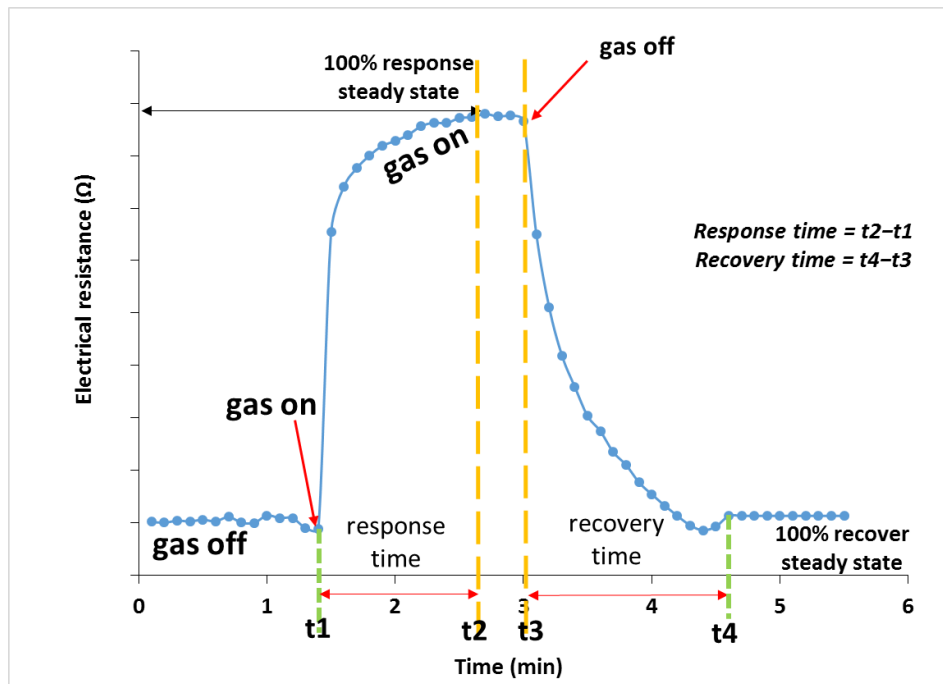 gas off
100% response
steady state
gas on
Response time = t2–t1
Recovery time = t4–t3
Electrical resistance (Ω)
gas on
gas off
response
time
recovery
time
100% recover
steady state
0
1
2
3
4
5
6
t1
t2
t3
t4
Time (min)